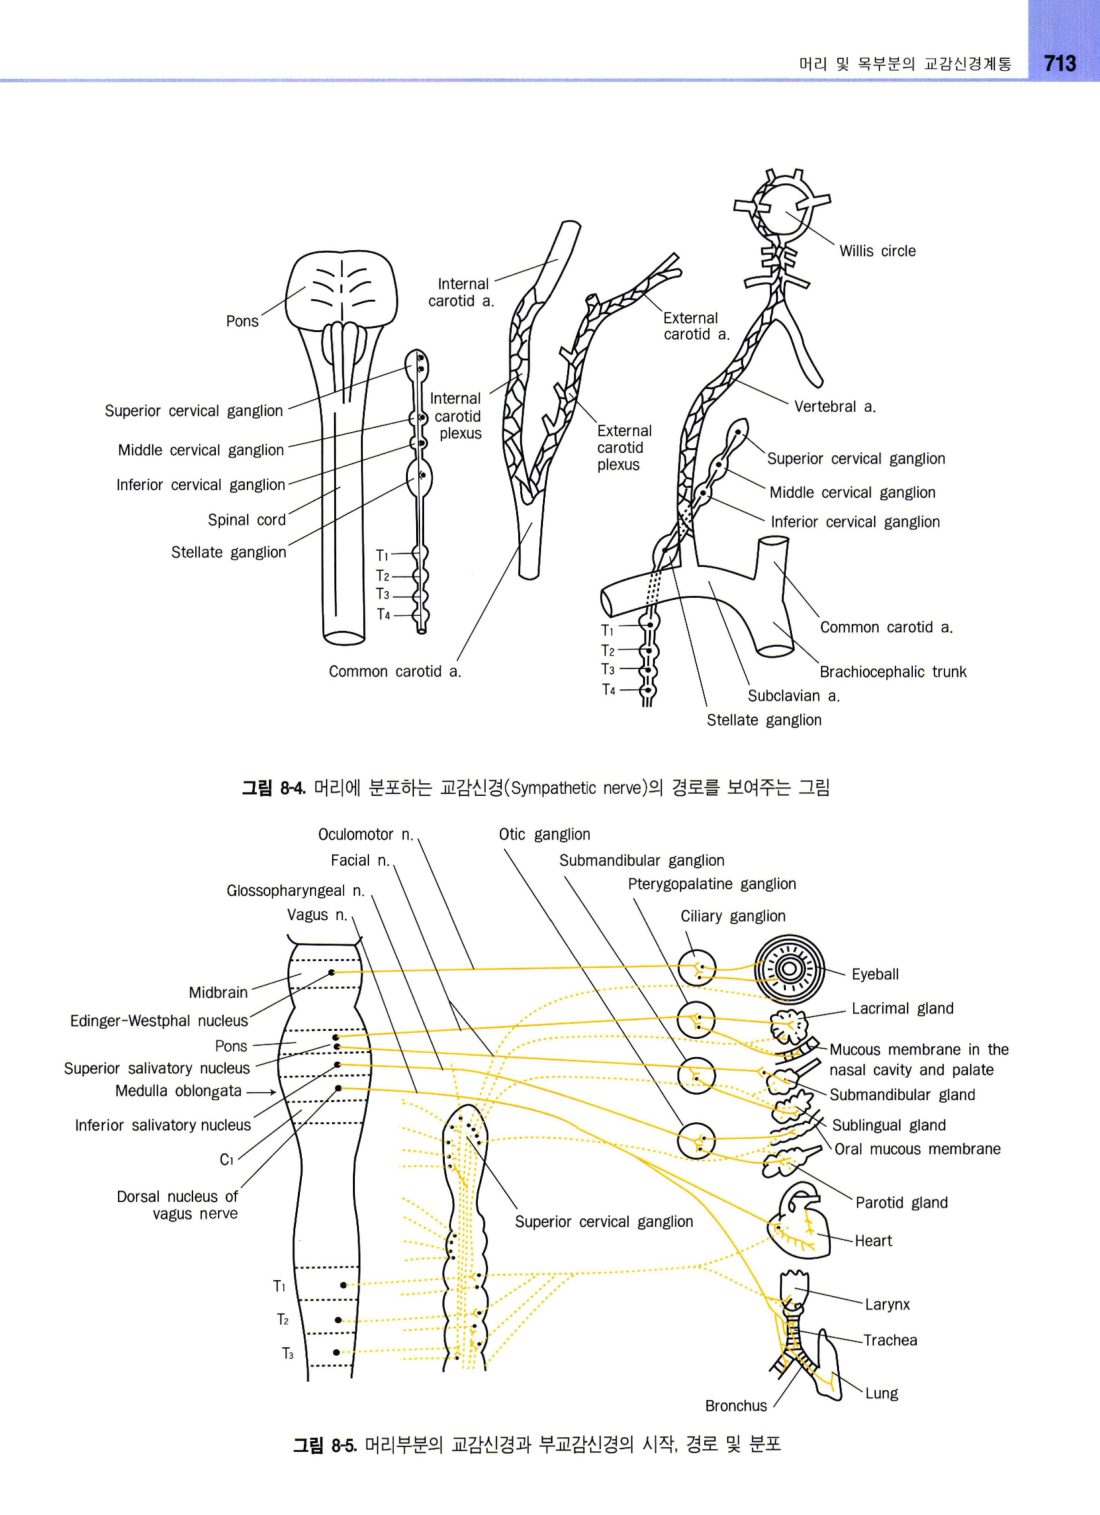 머리 및 목부분의 교감신경계통 713
Willis circle
Internal
carotid a.
External
carotid a.
Pons
Internal
carotid
plexus
Vertebral a.
Superior cervical ganglion
External
carotid
plexus
Middle cervical ganglion
Superior cervical ganglion
Inferior cervical ganglion
Middle cervical ganglion
Spinal cord
Inferior cervical ganglion
Stellate ganglion
T1
T2
T3
T4
T1
T2
T3
T4
Common carotid a.
Common carotid a.
Brachiocephalic trunk
Subclavian a.
Stellate ganglion
그림 8-4. 머리에 분포하는 교감신경(Sympathetic nerve)의 경로를 보여주는 그림
Oculomotor n.
Otic ganglion
Facial n.
Submandibular ganglion
Glossopharyngeal n.
Pterygopalatine ganglion
Vagus n.
Ciliary ganglion
Eyeball
Midbrain
Lacrimal gland
Edinger-Westphal nucleus
Pons
Mucous membrane in the
nasal cavity and palate
Superior salivatory nucleus
Medulla oblongata
Submandibular gland
Inferior salivatory nucleus
Sublingual gland
Oral mucous membrane
C1
Dorsal nucleus of
vagus nerve
Parotid gland
Superior cervical ganglion
Heart
T1
Larynx
T2
Trachea
T3
Lung
Bronchus
그림 8-5. 머리부분의 교감신경과 부교감신경의 시작, 경로 및 분포